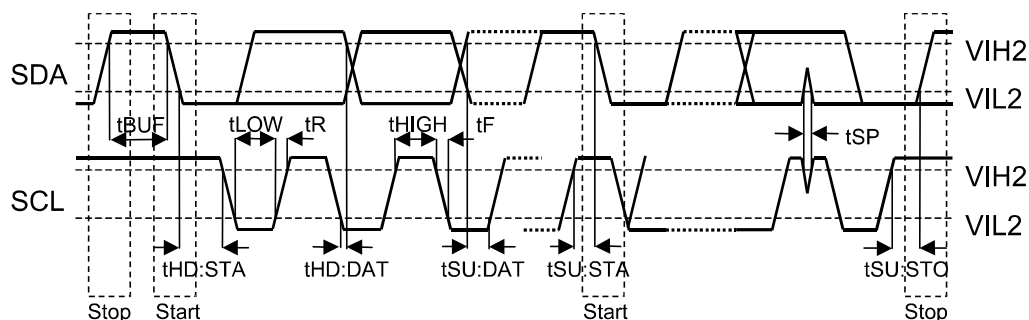 SDA
VIH2
VIL2
tBUF
tLOW
tR
tHIGH
tF
tSP
SCL
VIH2
VIL2
tHD:STA
tHD:DAT
tSU:DAT
tSU:STA
tSU:STO
Stop
Start
Start
Stop